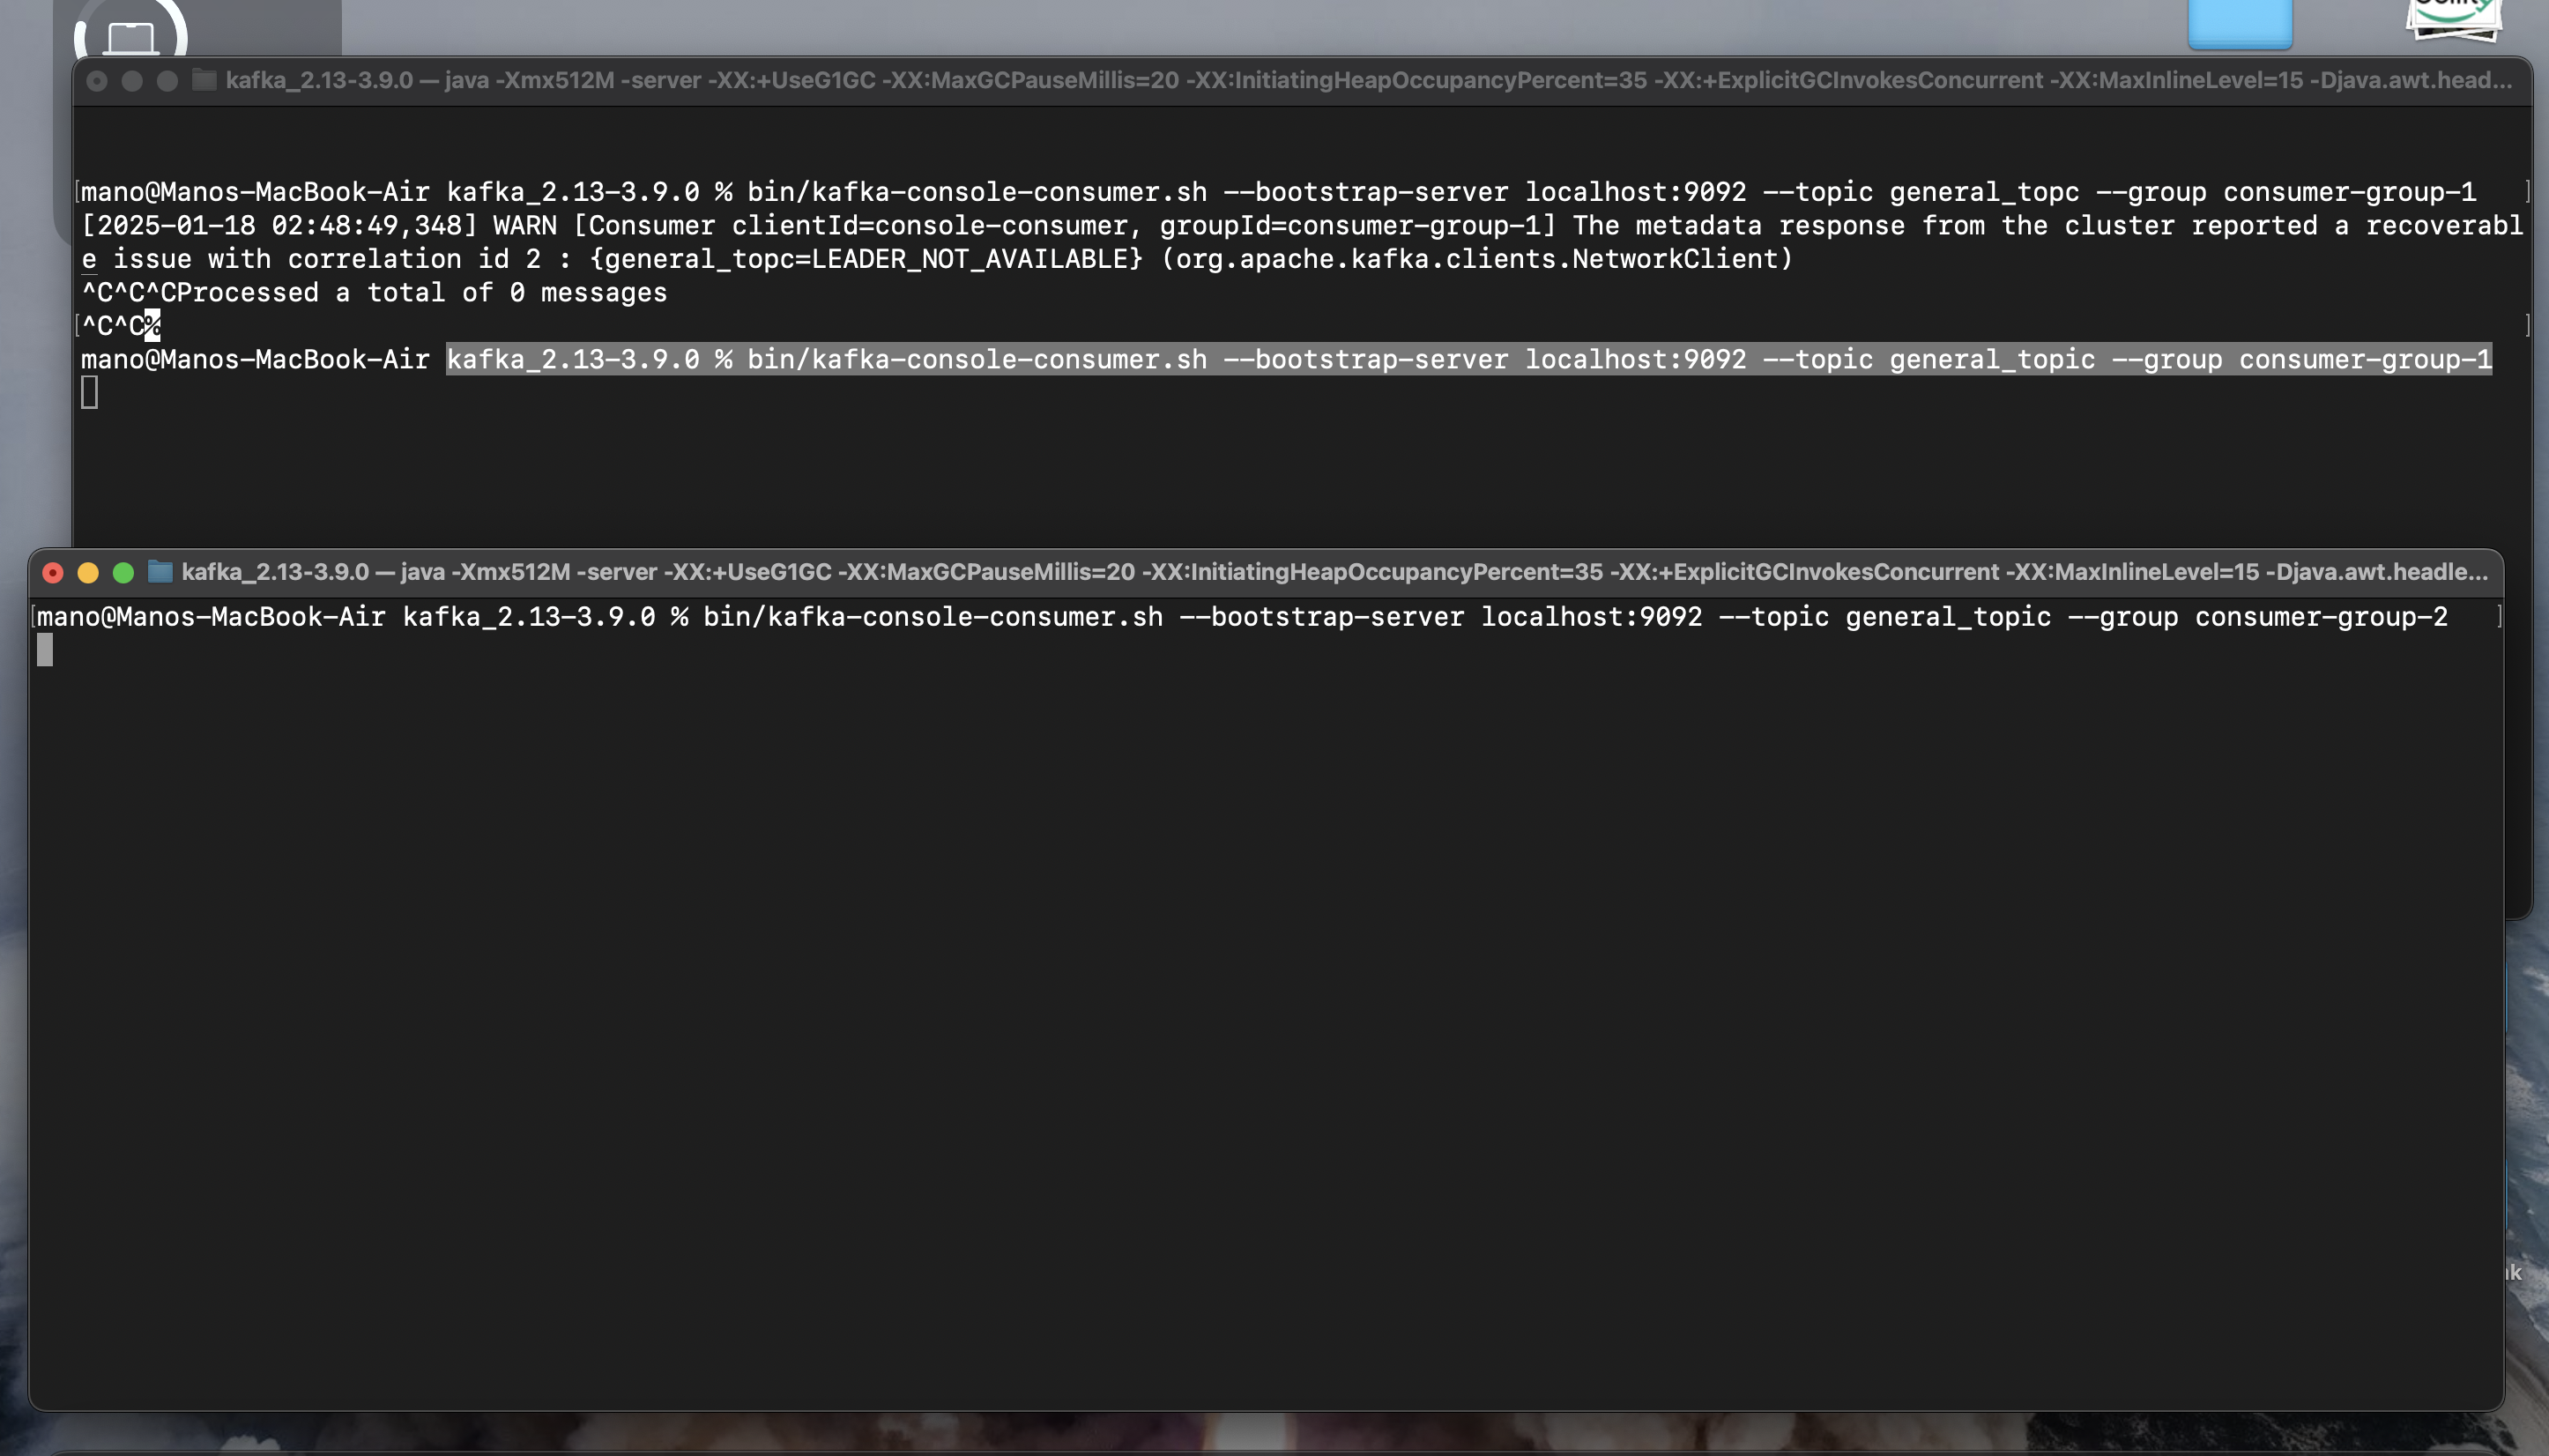 kafka_2.13-3.9.0 — java -Xmx512M -server -XX:+UseG1GC -XX:MaxGCPauseMillis=20 -XX:InitiatingHeapOccupancyPercent=35 -XX:+ExplicitGCInvokesConcurrent -XX:MaxInlineLevel=15 -Djava.awt.head...
[mano@Manos-MacBook-Air kafka_2.13-3.9.0 % bin/kafka-console-consumer.sh --bootstrap-server localhost:9092 --topic general_topc --group consumer-group-1 ]
[2025-01-18 02:48:49,348] WARN [Consumer clientId=console-consumer, groupId=consumer-group-1] The metadata response from the cluster reported a recoverabl
e issue with correlation id 2 : {general_topc=LEADER_NOT_AVAILABLE} (org.apache.kafka.clients.NetworkClient)
^C^C^CProcessed a total of 0 messages
[^C^C% ]
mano@Manos-MacBook-Air kafka_2.13-3.9.0 % bin/kafka-console-consumer.sh --bootstrap-server localhost:9092 --topic general_topic --group consumer-group-1
kafka_2.13-3.9.0 — java -Xmx512M -server -XX:+UseG1GC -XX:MaxGCPauseMillis=20 -XX:InitiatingHeapOccupancyPercent=35 -XX:+ExplicitGCInvokesConcurrent -XX:MaxInlineLevel=15 -Djava.awt.headle...
[mano@Manos-MacBook-Air kafka_2.13-3.9.0 % bin/kafka-console-consumer.sh --bootstrap-server localhost:9092 --topic general_topic --group consumer-group-2 ]